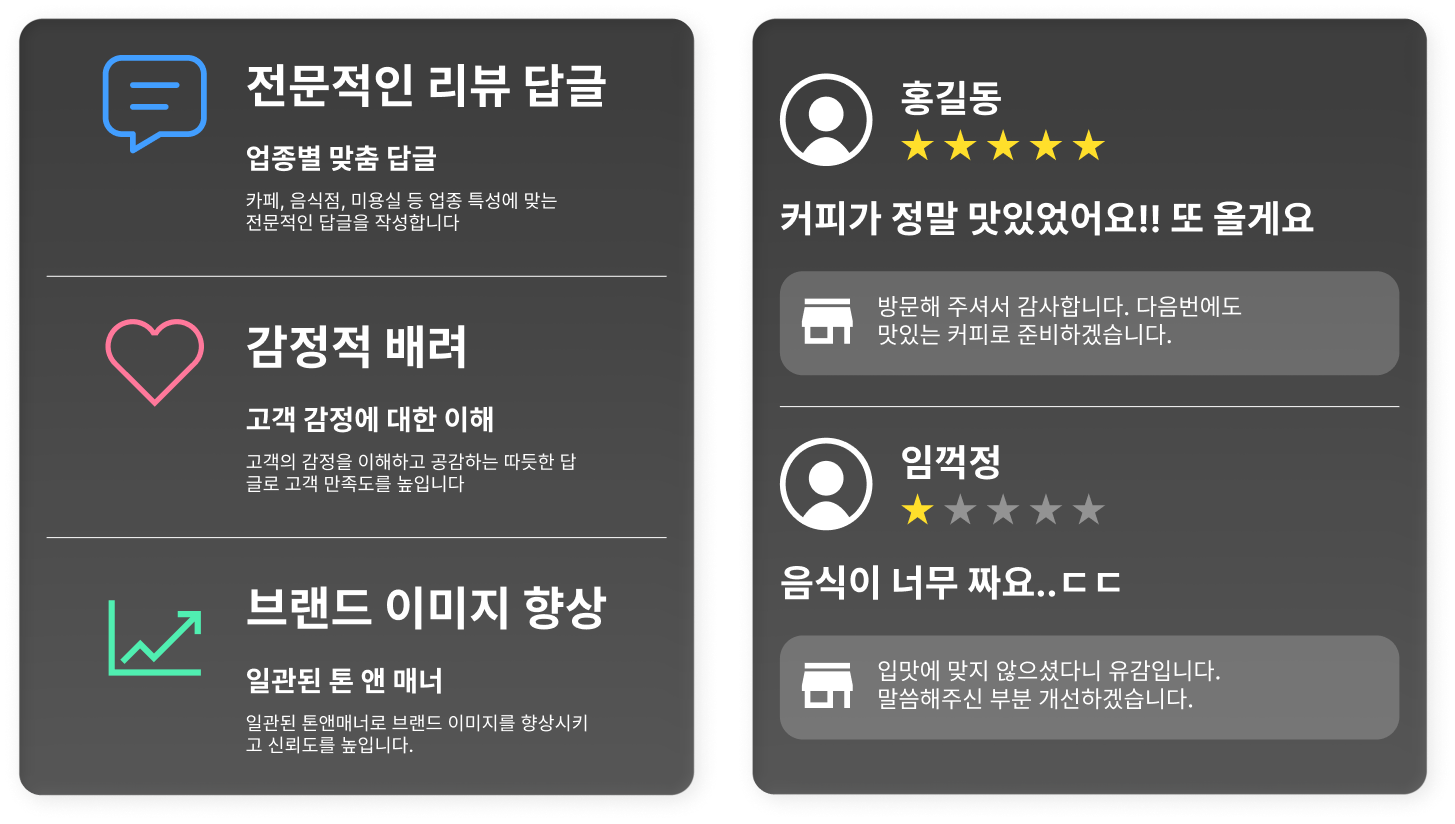 전문적인 리뷰 답글
업종별 맞춤 답글
카페, 음식점, 미용실 등 업종 특성에 맞는
전문적인 답글을 작성합니다
감정적 배려
고객 감정에 대한 이해
고객의 감정을 이해하고 공감하는 따듯한 답
글로 고객 만족도를 높입니다
브랜드 이미지 향상
일관된 톤 앤 매너
일관된 톤앤매너로 브랜드 이미지를 향상시키
고 신뢰도를 높입니다.
홍길동
커피가 정말 맛있었어요!! 또 올게요
방문해 주셔서 감사합니다. 다음번에도
맛있는 커피로 준비하겠습니다.
임꺽정
음식이 너무 짜요..ㄷㄷ
입맛에 맞지 않으셨다니 유감입니다.
말씀해주신 부분 개선하겠습니다.